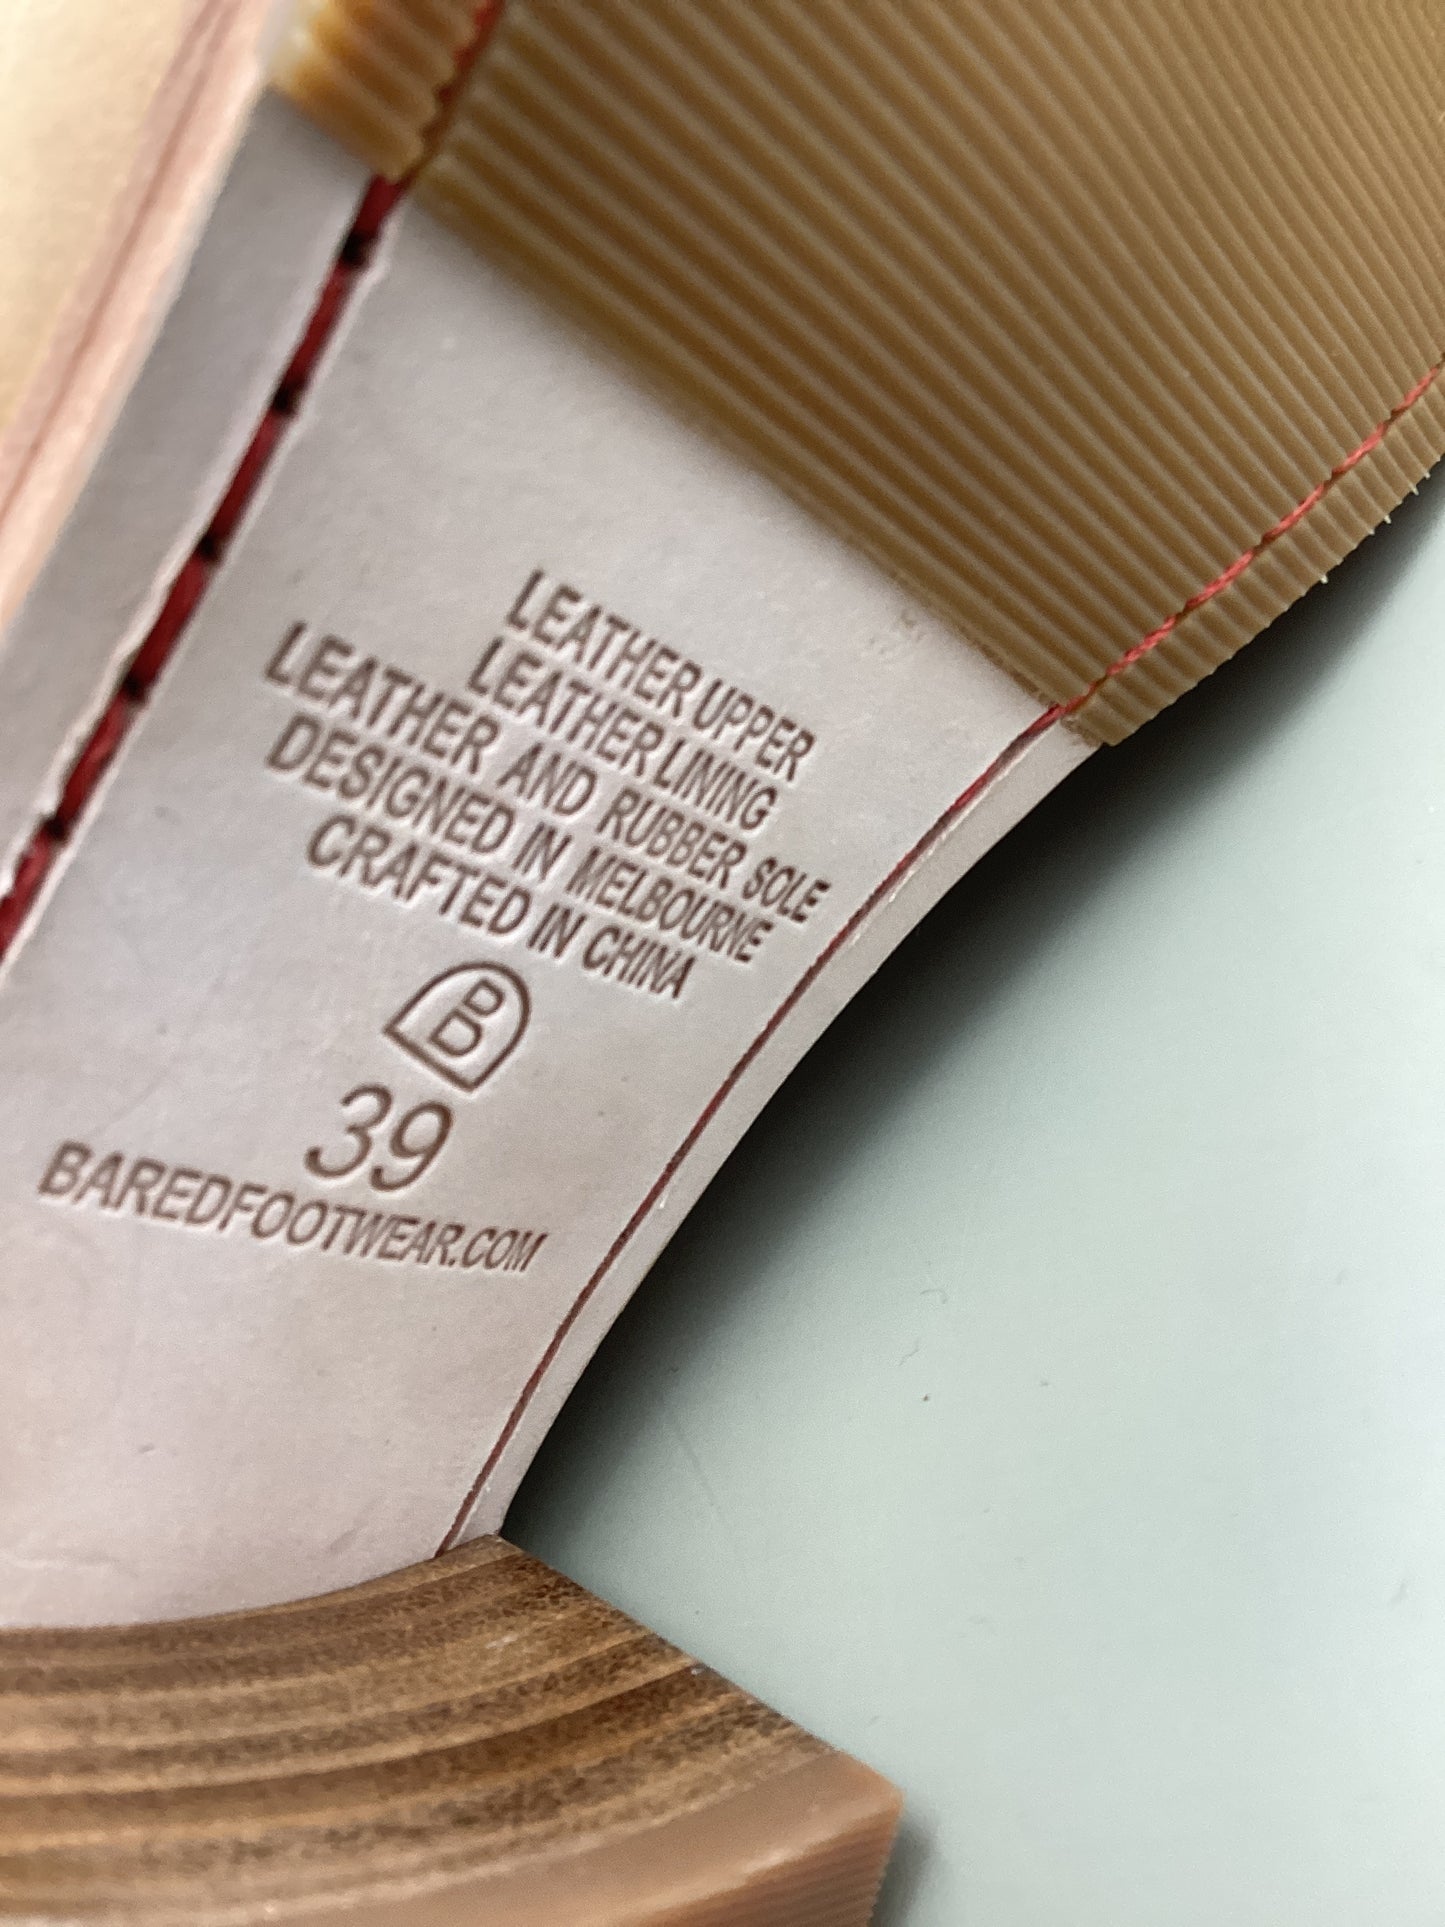 LEATHER UPPER
LEATHER LINING
LEATHER AND RUBBER SOLE
DESIGNED IN MELBOURNE
CRAFTED IN CHINA
B
39
BAREDFOOTWEAR.COM